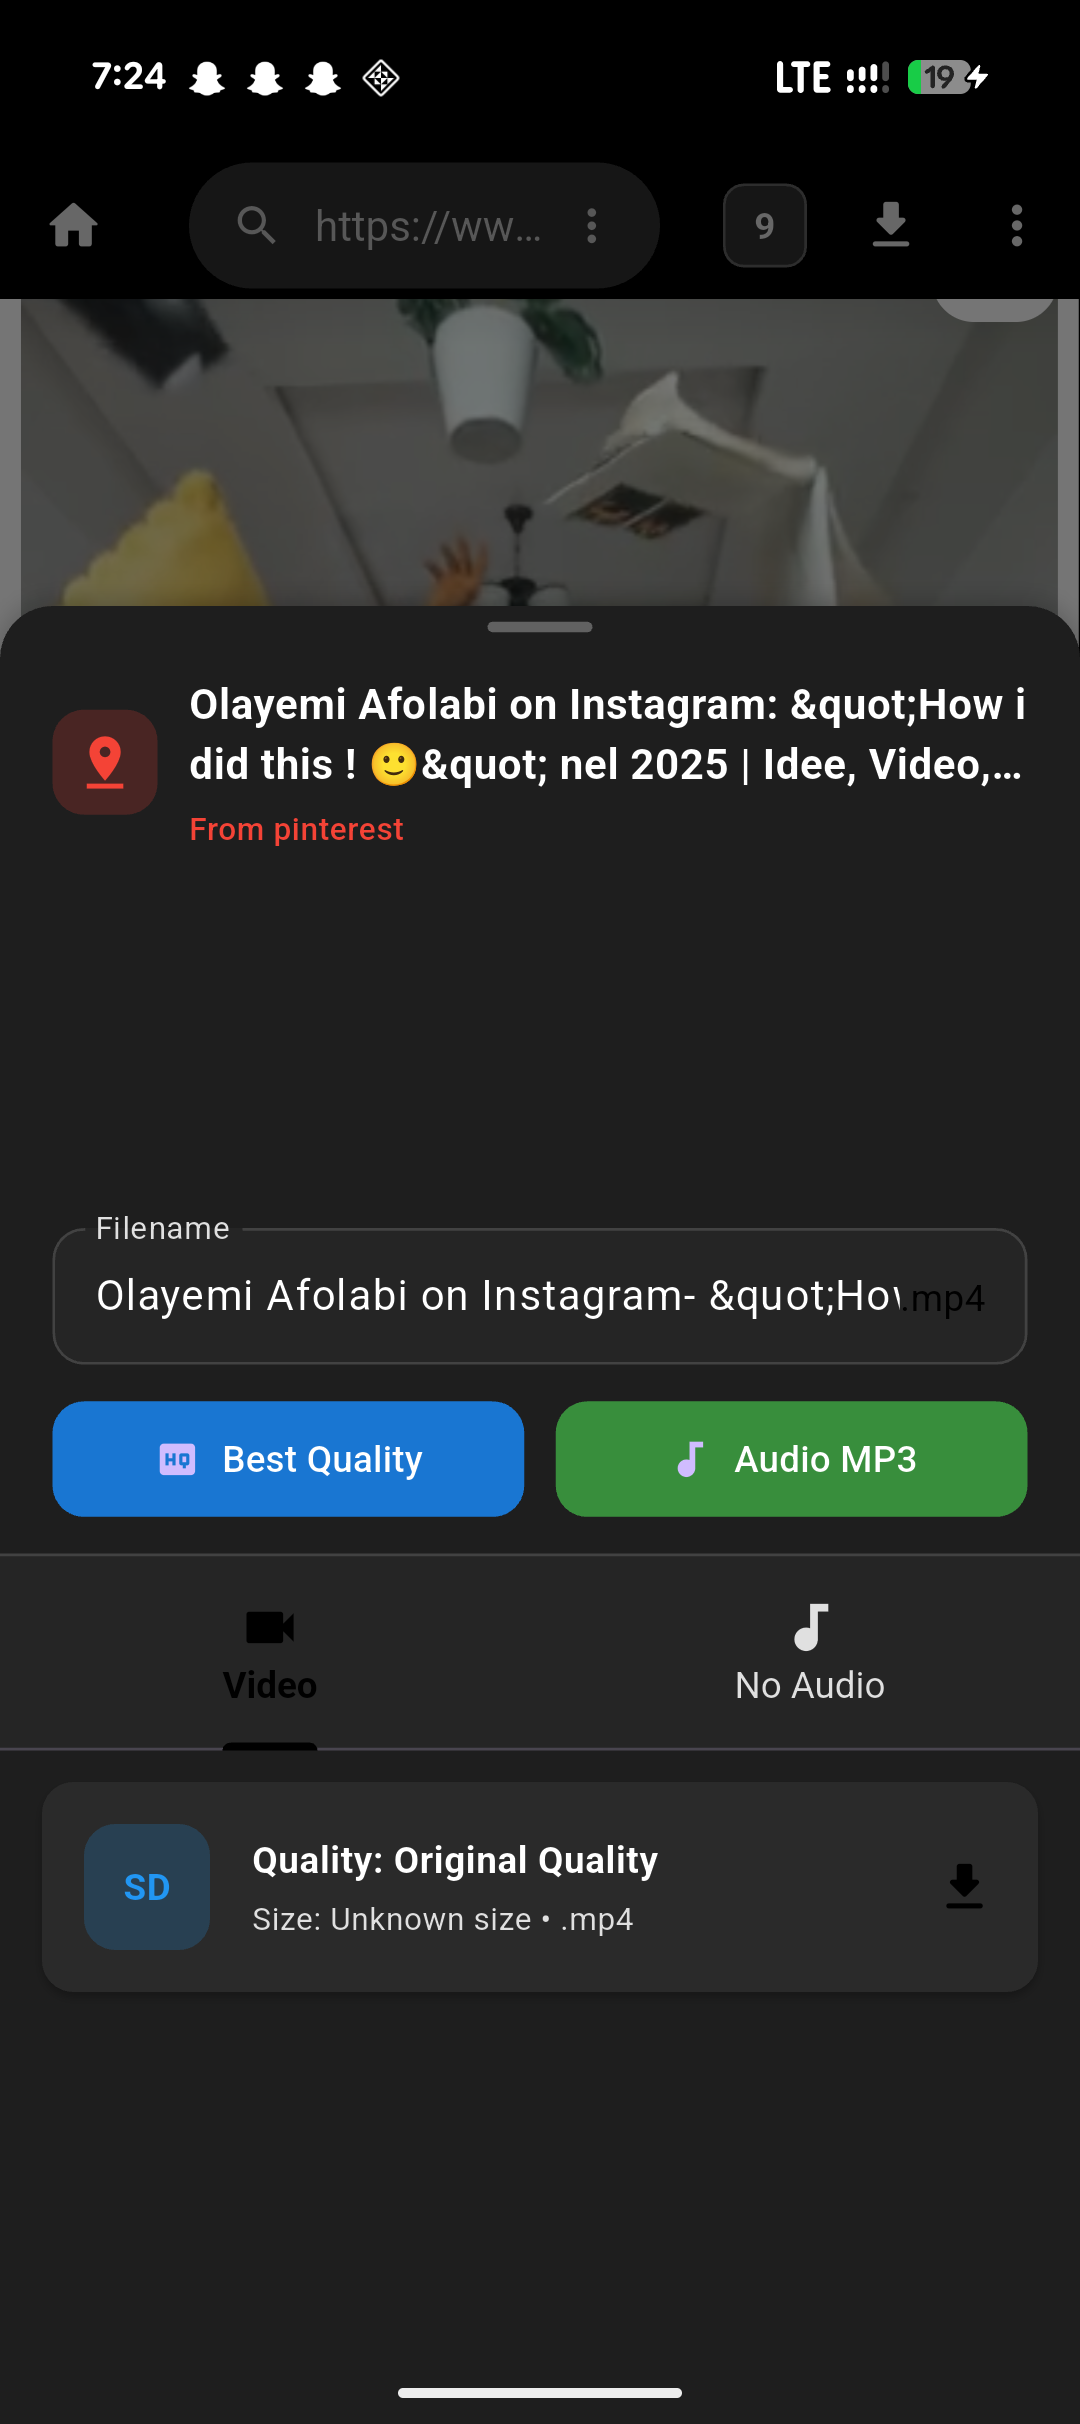 7:24
LTE
19
https://ww...
9
Olayemi Afolabi on Instagram: &quot;How i
did this ! 🙂&quot; nel 2025 | Idee, Video,...
From pinterest
Filename
Olayemi Afolabi on Instagram- &quot;How
.mp4
HQ Best Quality
Audio MP3
Video
No Audio
SD
Quality: Original Quality
Size: Unknown size • .mp4